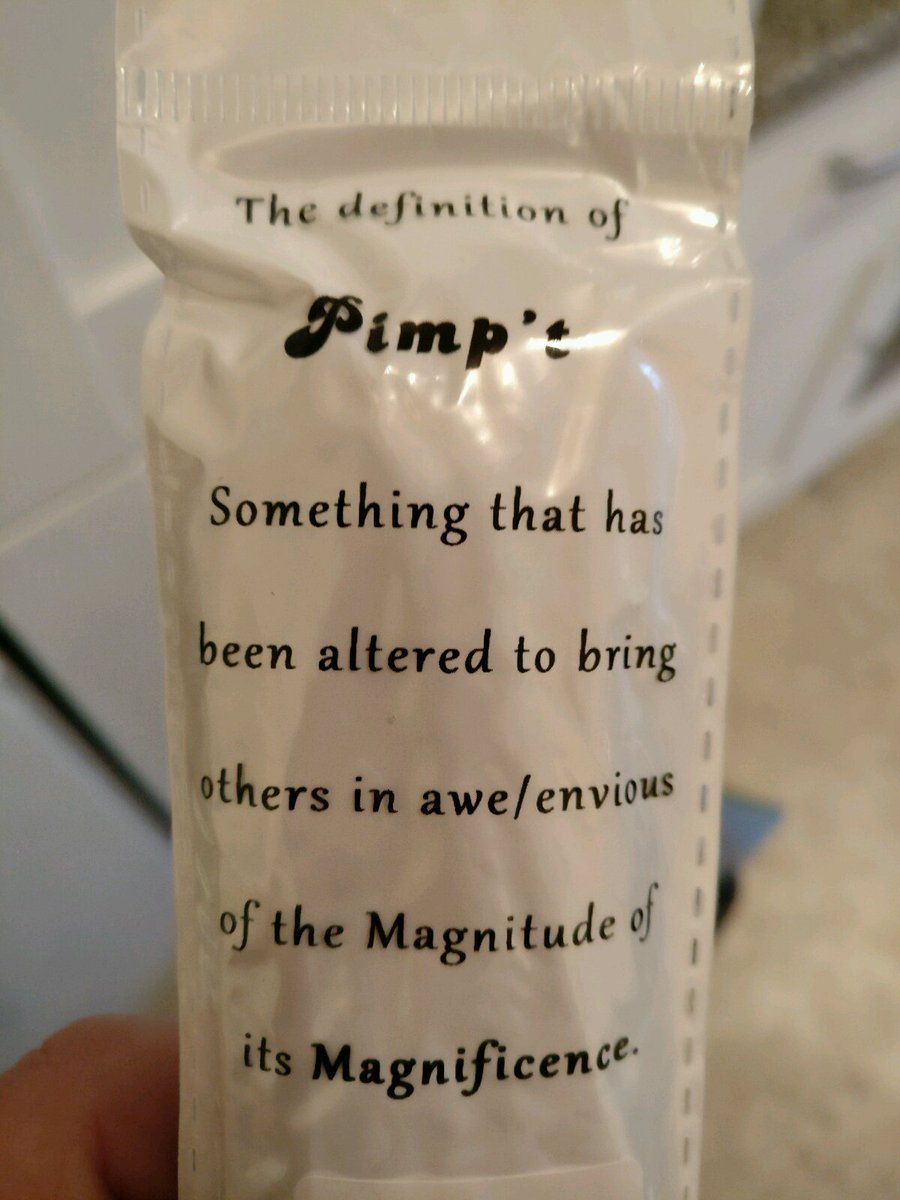 The definition of
Pimp't
Something that has
been altered to bring
others in awe/envious
of the Magnitude of
its Magnificence.